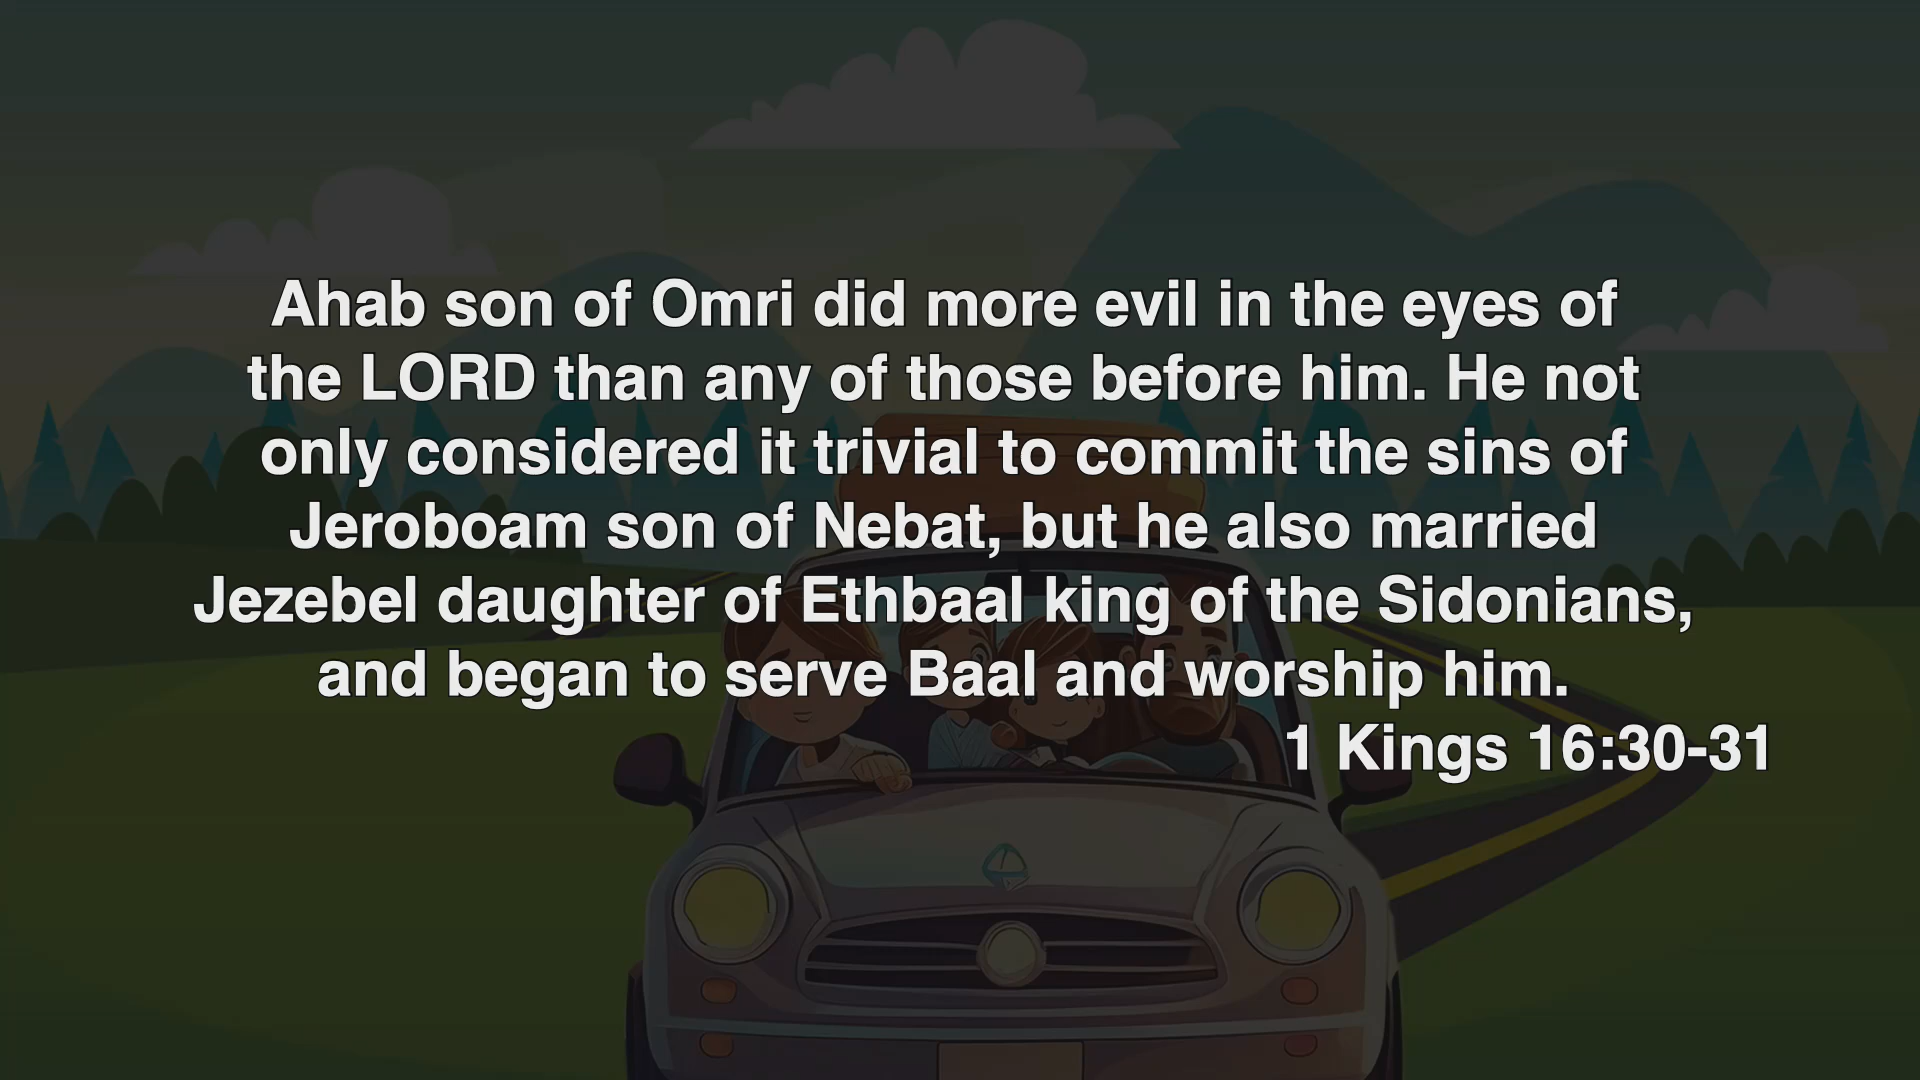 Ahab son of Omri did more evil in the eyes of
the LORD than any of those before him. He not
only considered it trivial to commit the sins of
Jeroboam son of Nebat, but he also married
Jezebel daughter of Ethbaal king of the Sidonians,
and began to serve Baal and worship him.
1 Kings 16:30-31